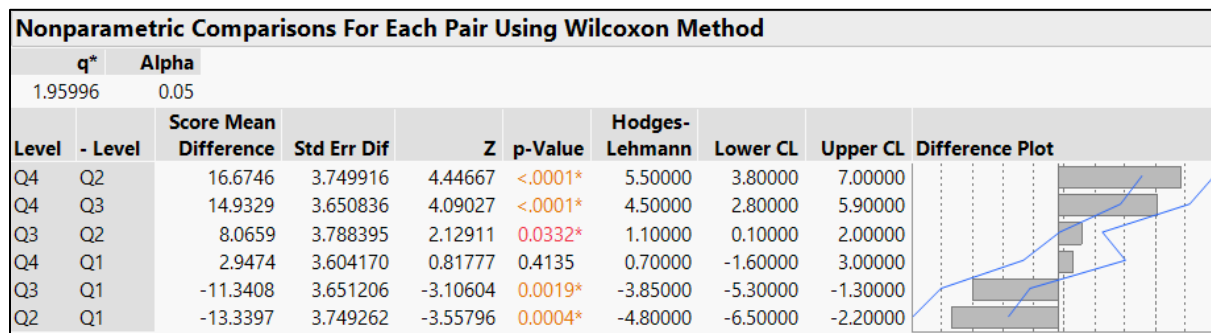 Nonparametric Comparisons For Each Pair Using Wilcoxon Method
q* Alpha
1.95996 0.05
Score Mean Hodges-
Level - Level Difference Std Err Dif Z p-Value Lehmann Lower CL Upper CL Difference Plot
Q4 Q2 16.6746 3.749916 4.44667 <.0001* 5.50000 3.80000 7.00000
Q4 Q3 14.9329 3.650836 4.09027 <.0001* 4.50000 2.80000 5.90000
Q3 Q2 8.0659 3.788395 2.12911 0.0332* 1.10000 0.10000 2.00000
Q4 Q1 2.9474 3.604170 0.81777 0.4135 0.70000 -1.60000 3.00000
Q3 Q1 -11.3408 3.651206 -3.10604 0.0019* -3.85000 -5.30000 -1.30000
Q2 Q1 -13.3397 3.749262 -3.55796 0.0004* -4.80000 -6.50000 -2.20000